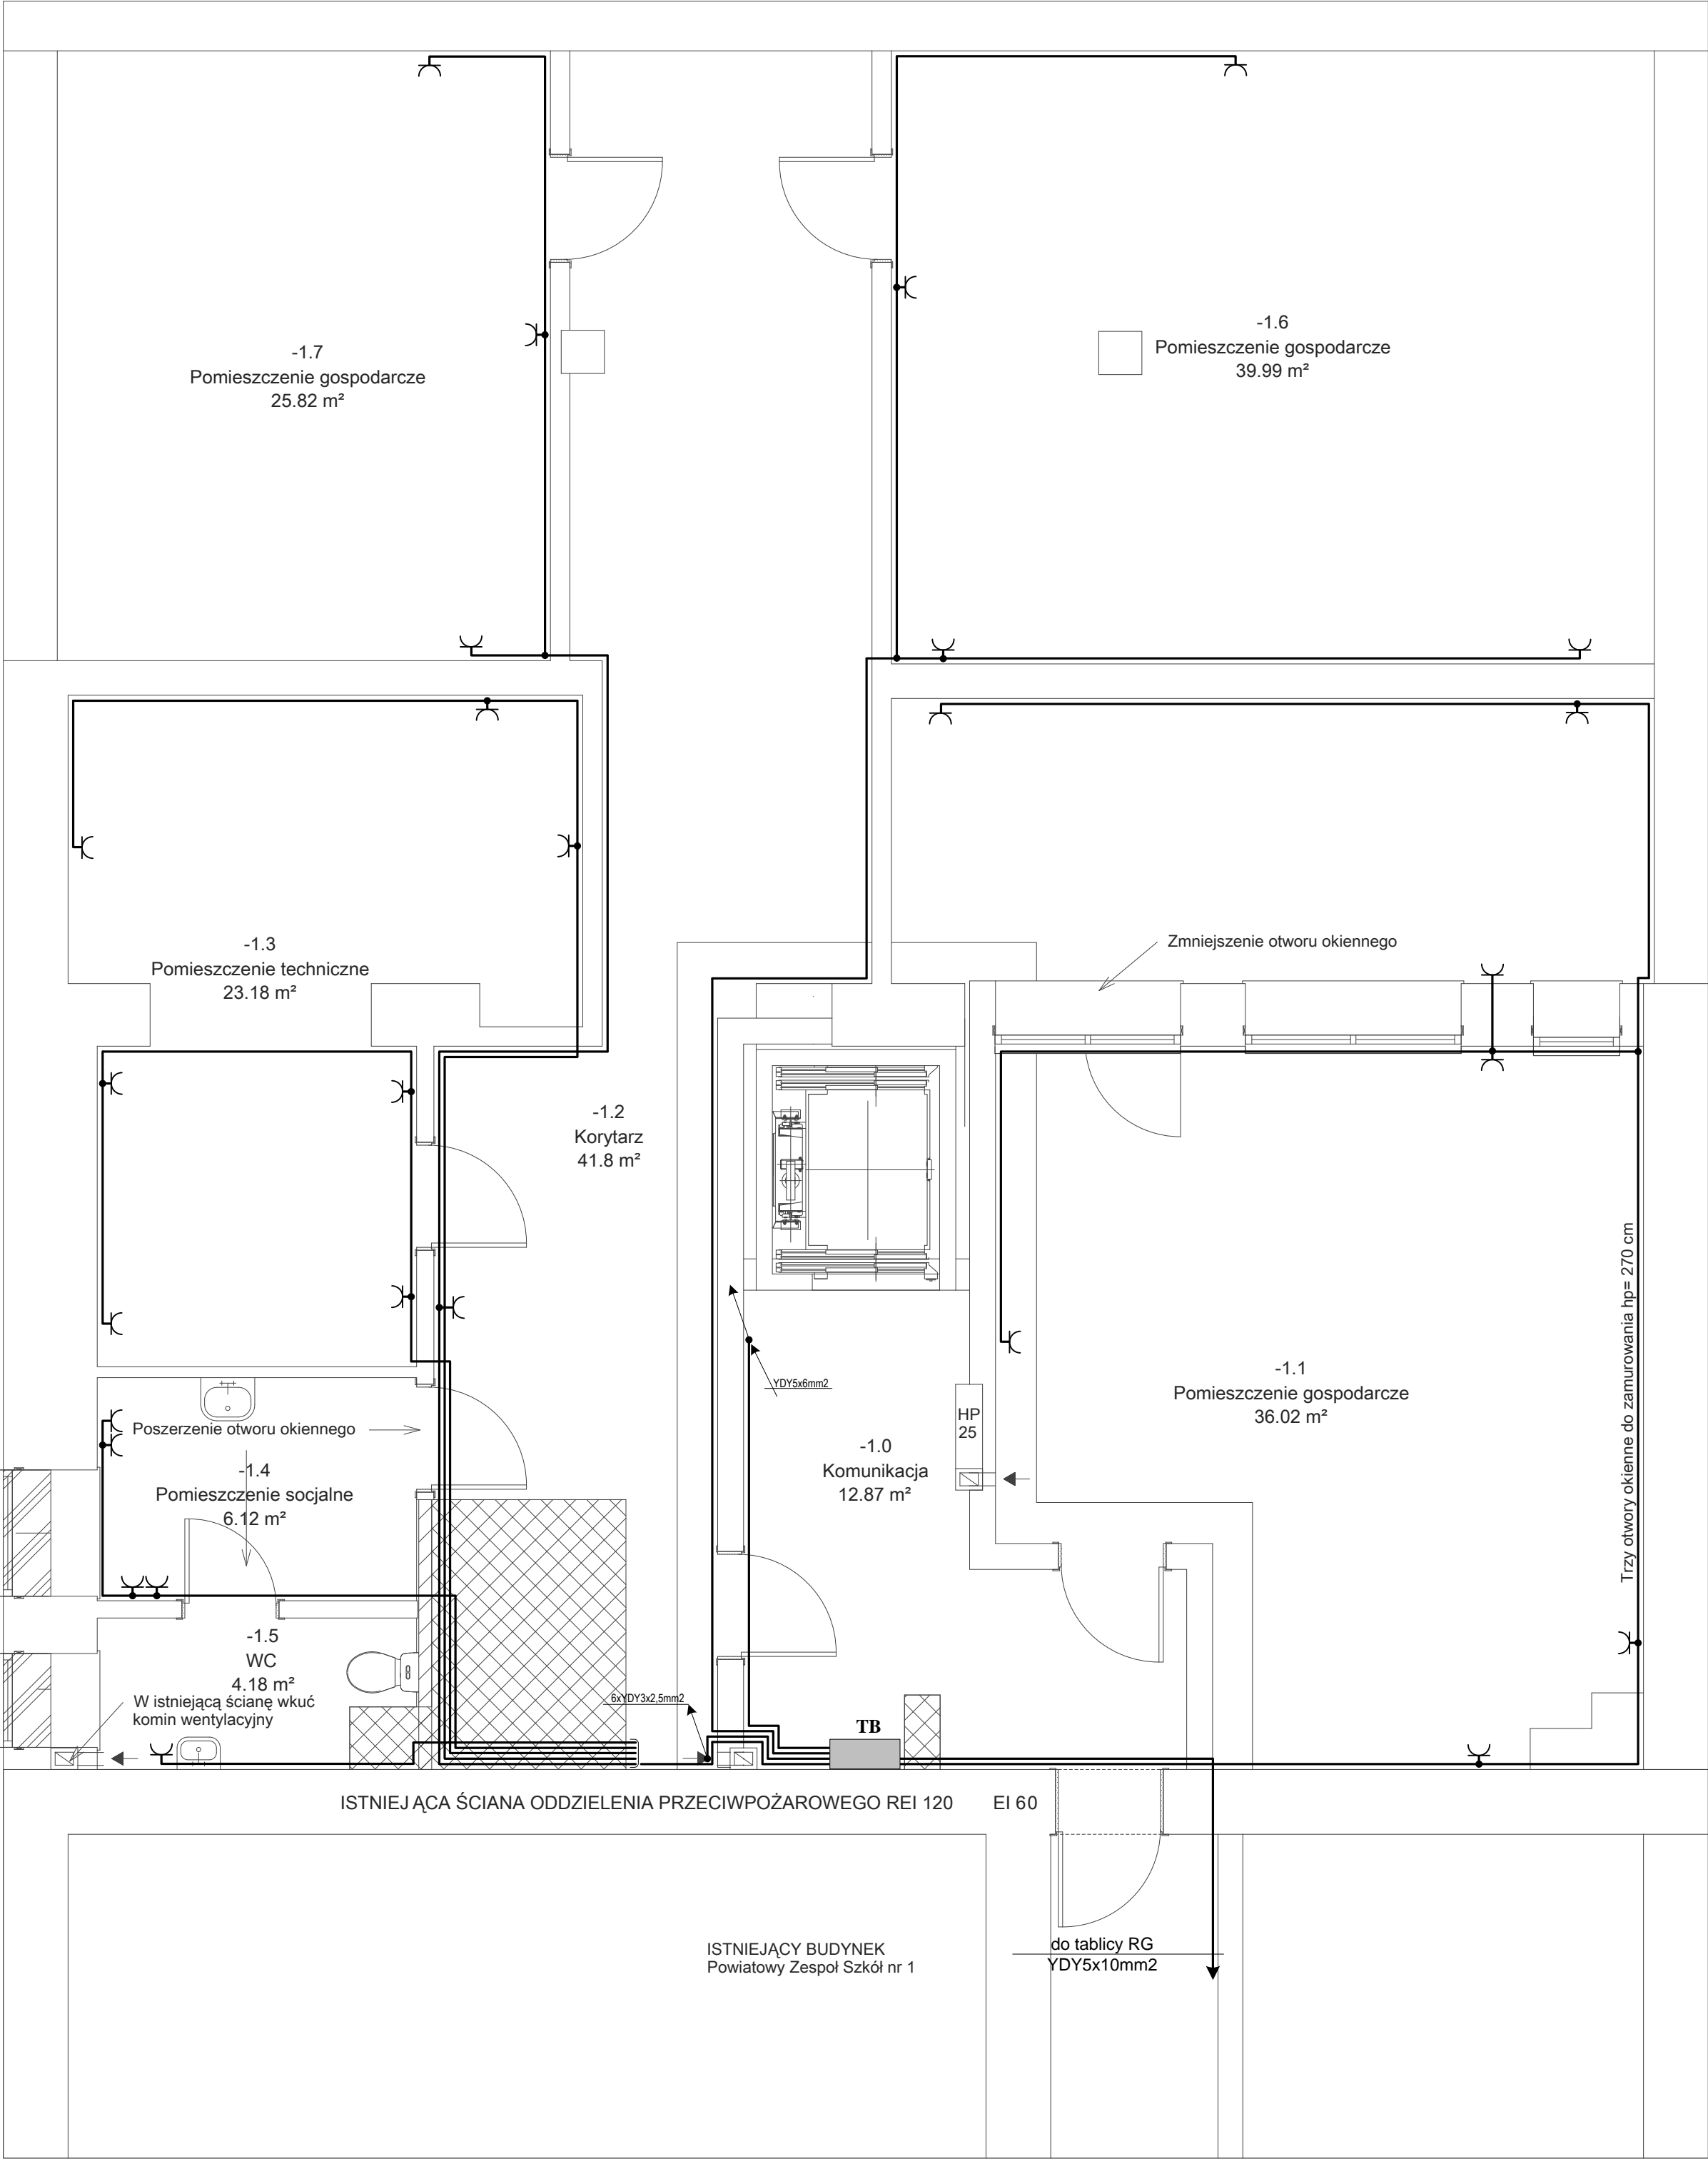 -1.7
Pomieszczenie gospodarcze
25.82 m²
-1.6
Pomieszczenie gospodarcze
39.99 m²
-1.3
Pomieszczenie techniczne
23.18 m²
Zmniejszenie otworu okiennego
-1.2
Korytarz
41.8 m²
Trzy otwory okienne do zamurowania hp= 270 cm
YDY5x6mm2
-1.1
Pomieszczenie gospodarcze
36.02 m²
HP
25
Poszerzenie otworu okiennego
-1.4
Pomieszczenie socjalne
6.12 m²
-1.0
Komunikacja
12.87 m²
-1.5
WC
4.18 m²
W istniejącą ścianę wkuć
komin wentylacyjny
6xYDY3x2,5mm2
TB
ISTNIEJĄCA ŚCIANA ODDZIELENIA PRZECIWPOŻAROWEGO REI 120
EI 60
ISTNIEJĄCY BUDYNEK
Powiatowy Zespoł Szkół nr 1
do tablicy RG
YDY5x10mm2